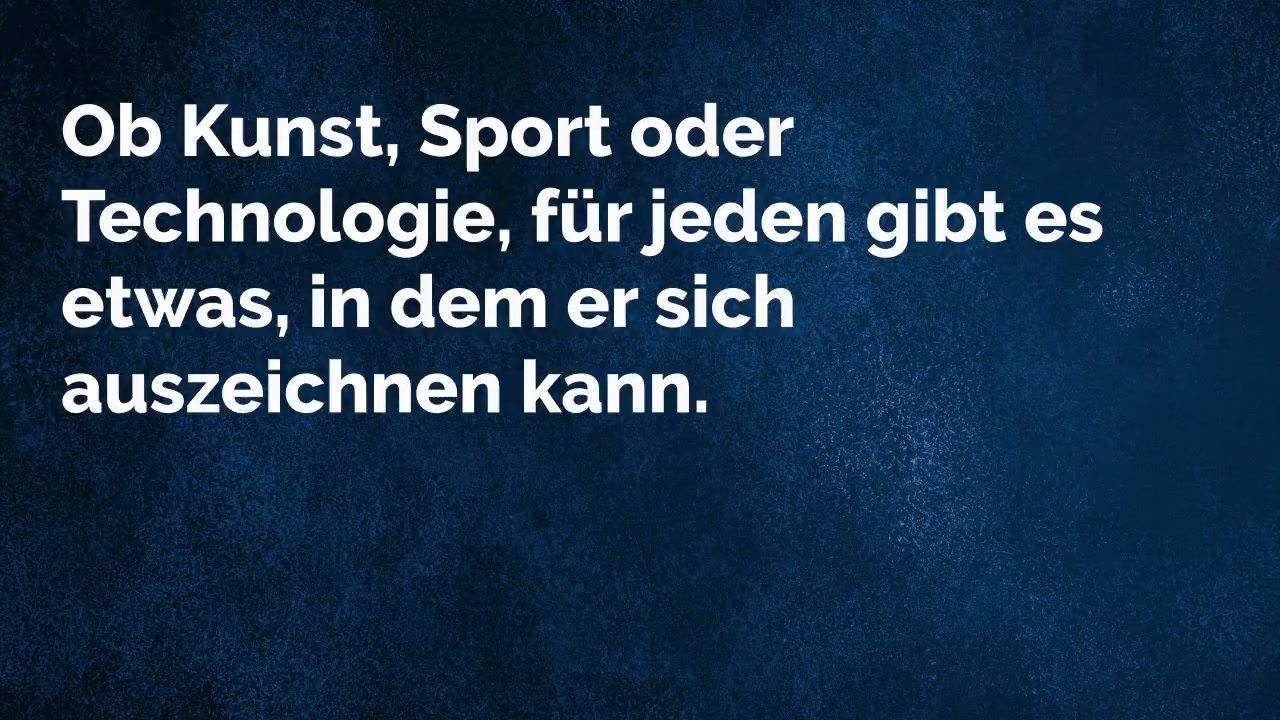 Ob Kunst, Sport oder
Technologie, für jeden gibt es
etwas, in dem er sich
auszeichnen kann.